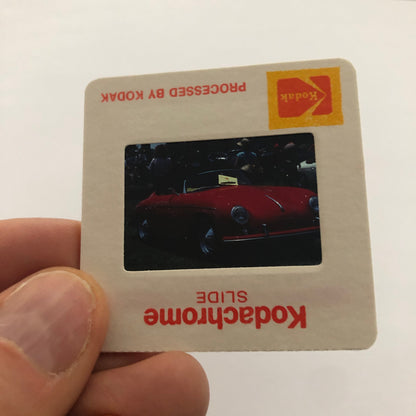 Kodachrome
SLIDE
PROCESSED BY KODAK
Kodak